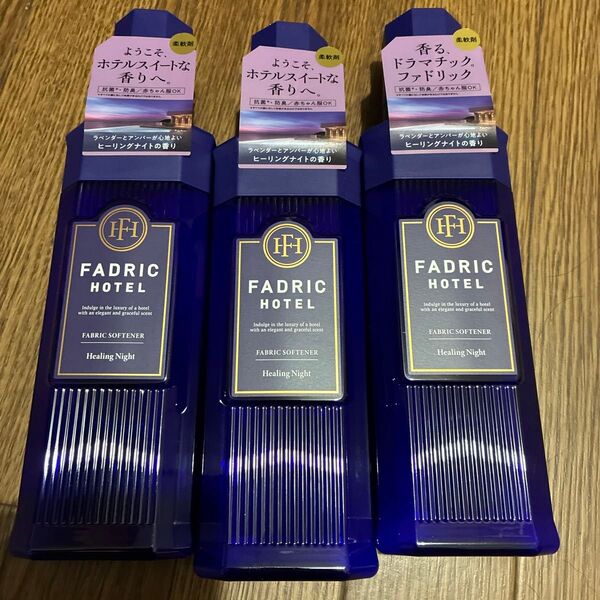 柔軟剤
ようこそ、
ホテルスイートな
香りへ。
抗菌*・防臭/赤ちゃん服OK
ラベンダーとアンバーが心地よい
ヒーリングナイトの香り
FH
FADRIC
HOTEL
Indulge in the luxury of a hotel
with an elegant and graceful scent
FABRIC SOFTENER
Healing Night
柔軟剤
ようこそ、
ホテルスイートな
香りへ。
抗菌*・防臭/赤ちゃん服OK
ラベンダーとアンバーが心地よい
ヒーリングナイトの香り
FH
FADRIC
HOTEL
Indulge in the luxury of a hotel
with an elegant and graceful scent
FABRIC SOFTENER
Healing Night
柔軟剤
香る、
ドラマチック。
ファドリック
抗菌*・防臭/赤ちゃん服OK
ラベンダーとアンバーが心地よい
ヒーリングナイトの香り
FH
FADRIC
HOTEL
Indulge in the luxury of a hotel
with an elegant and graceful scent
FABRIC SOFTENER
Healing Night